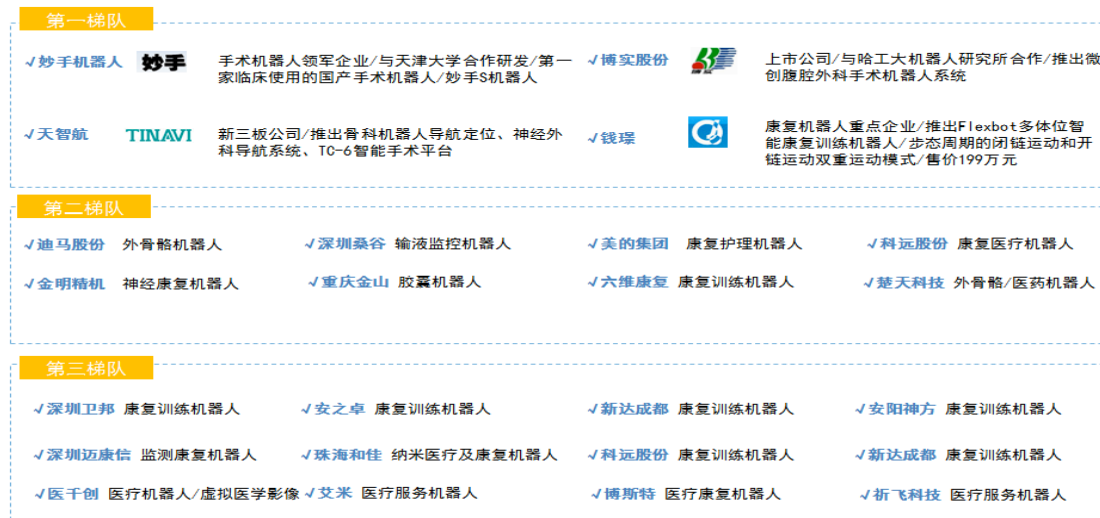 第一梯队
√妙手机器人 妙手 手术机器人领军企业/与天津大学合作研发/第一
家临床使用的国产手术机器人/妙手S机器人
√博实股份 上市公司/与哈工大机器人研究所合作/推出微
创腹腔外科手术机器人系统
√天智航 TINAVI 新三板公司/推出骨科机器人导航定位、神经外
科导航系统、TC-6智能手术平台
√钱璟 康复机器人重点企业/推出Flexbot多体位智
能康复训练机器人/步态周期的闭链运动和开
链运动双重运动模式/售价199万元
第二梯队
√迪马股份 外骨骼机器人 √深圳桑谷 输液监控机器人 √美的集团 康复护理机器人 √科远股份 康复医疗机器人
√金明精机 神经康复机器人 √重庆金山 胶囊机器人 √六维康复 康复训练机器人 √楚天科技 外骨骼/医药机器人
第三梯队
√深圳卫邦 康复训练机器人 √安之卓 康复训练机器人 √新达成都 康复训练机器人 √安阳神方 康复训练机器人
√深圳迈康信 监测康复机器人 √珠海和佳 纳米医疗及康复机器人 √科远股份 康复训练机器人 √新达成都 康复训练机器人
√医千创 医疗机器人/虚拟医学影像 √艾米 医疗服务机器人 √博斯特 医疗康复机器人 √祈飞科技 医疗服务机器人